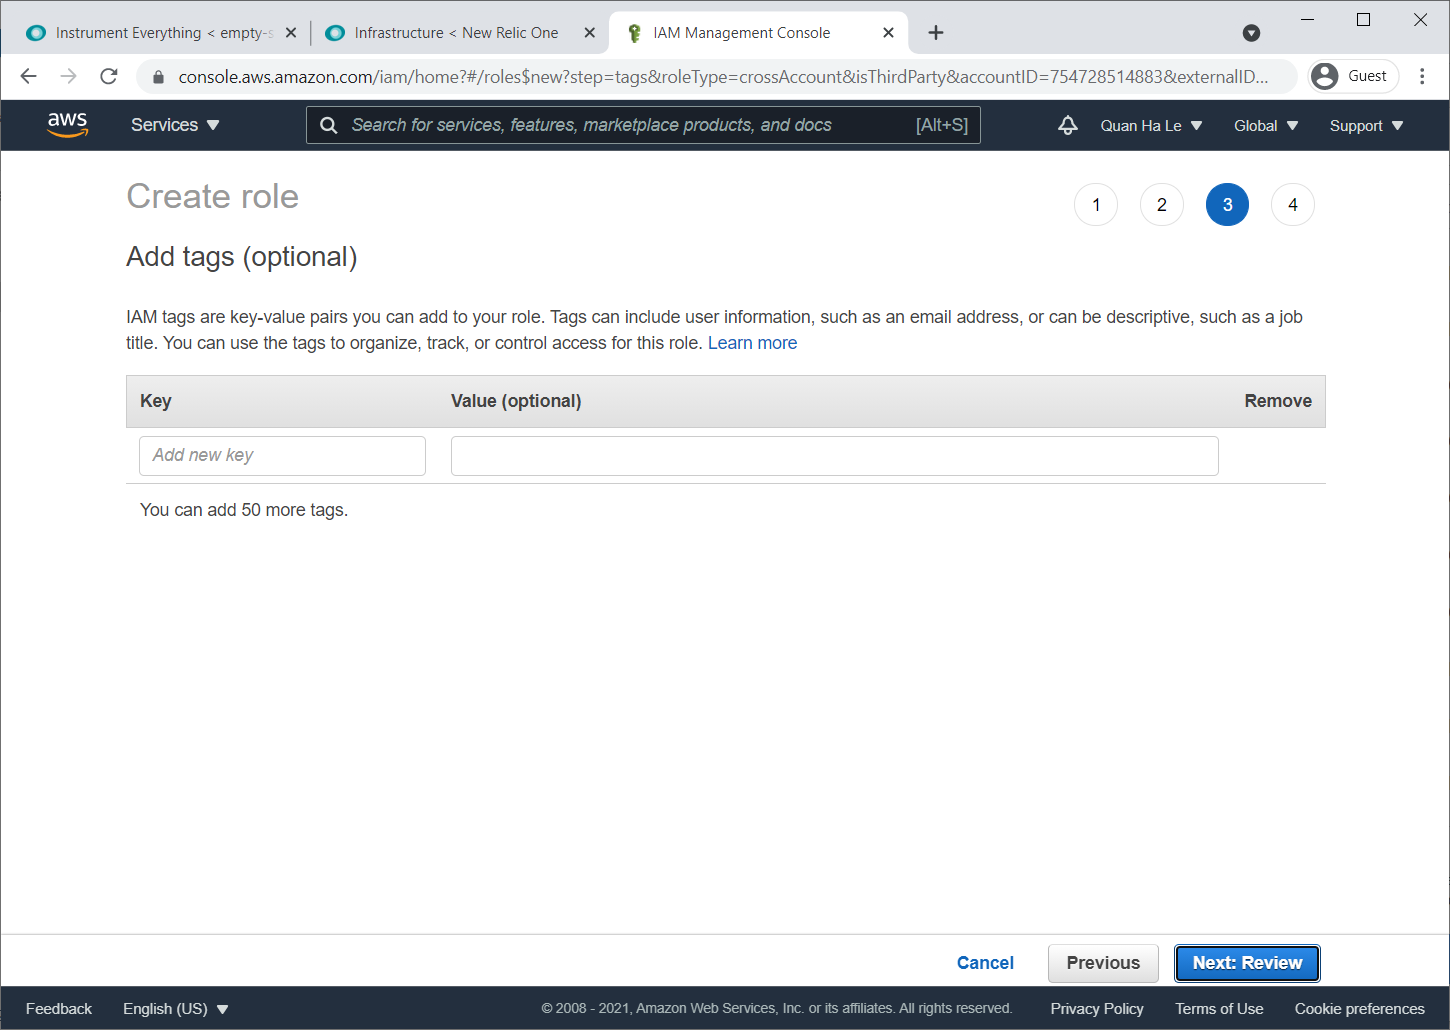 Instrument Everything < empty-s
Infrastructure < New Relic One
IAM Management Console
console.aws.amazon.com/iam/home?#/roles$new?step=tags&roleType=crossAccount&isThirdParty&accountID=754728514883&externalID...
Guest
aws
Services
Search for services, features, marketplace products, and docs
[Alt+S]
Quan Ha Le
Global
Support
Create role
1
2
3
4
Add tags (optional)
IAM tags are key-value pairs you can add to your role. Tags can include user information, such as an email address, or can be descriptive, such as a job
title. You can use the tags to organize, track, or control access for this role. Learn more
Key
Value (optional)
Remove
Add new key
You can add 50 more tags.
Cancel
Previous
Next: Review
Feedback
English (US)
© 2008 - 2021, Amazon Web Services, Inc. or its affiliates. All rights reserved.
Privacy Policy
Terms of Use
Cookie preferences